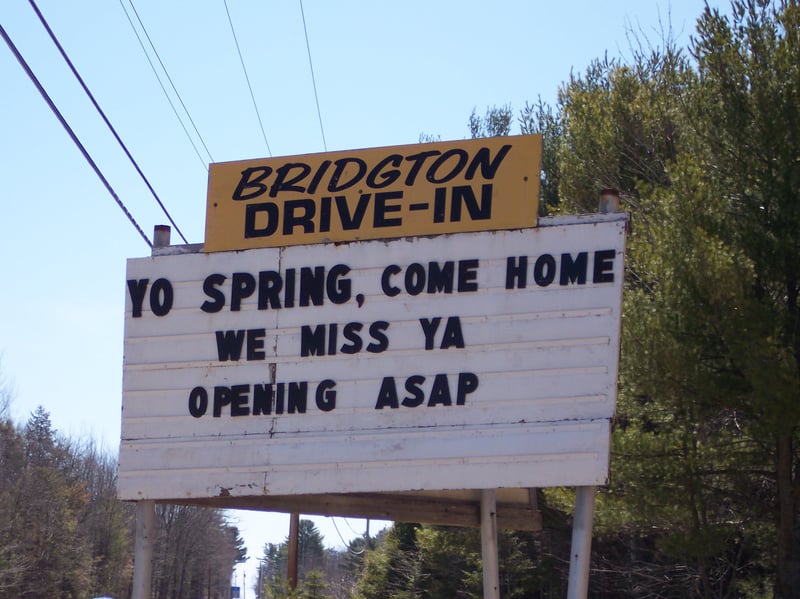 BRIDGTON
DRIVE-IN
YO SPRING, COME HOME
WE MISS YA
OPENING ASAP